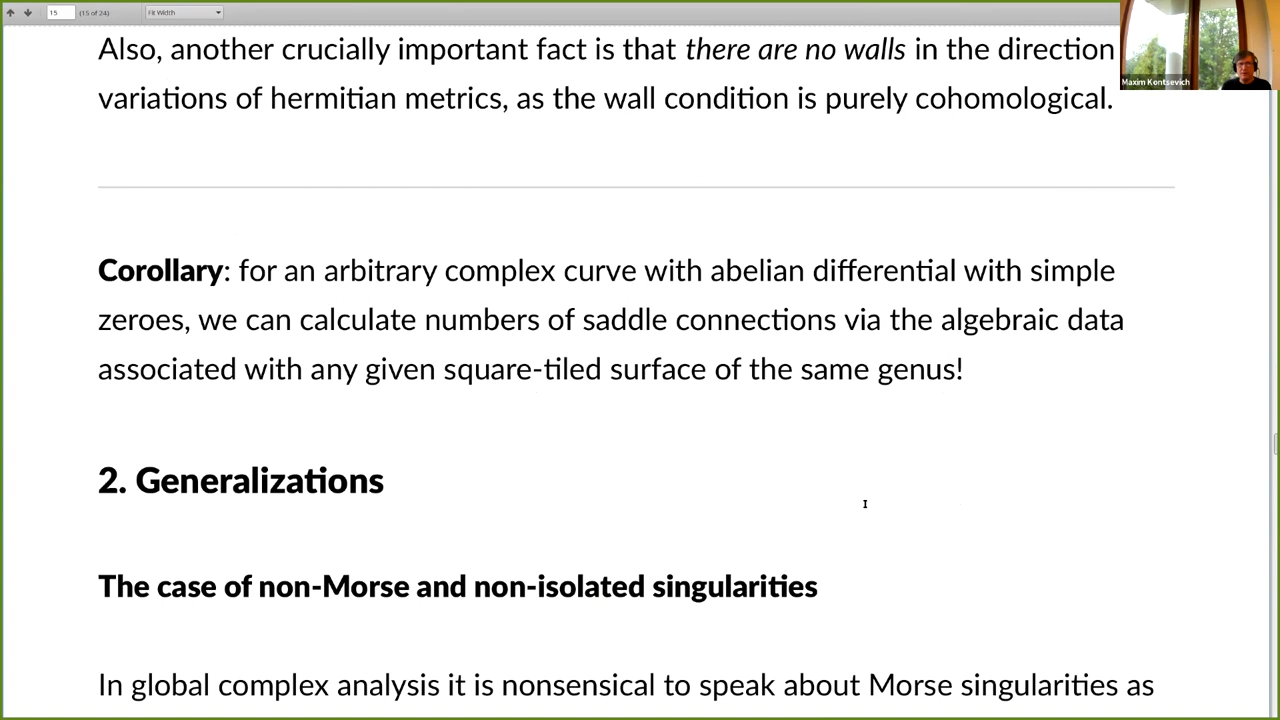 15 (15 of 24) Fit Width
Maxim Kontsevich
Also, another crucially important fact is that there are no walls in the direction
variations of hermitian metrics, as the wall condition is purely cohomological.
Corollary: for an arbitrary complex curve with abelian differential with simple
zeroes, we can calculate numbers of saddle connections via the algebraic data
associated with any given square-tiled surface of the same genus!
2. Generalizations
The case of non-Morse and non-isolated singularities
In global complex analysis it is nonsensical to speak about Morse singularities as